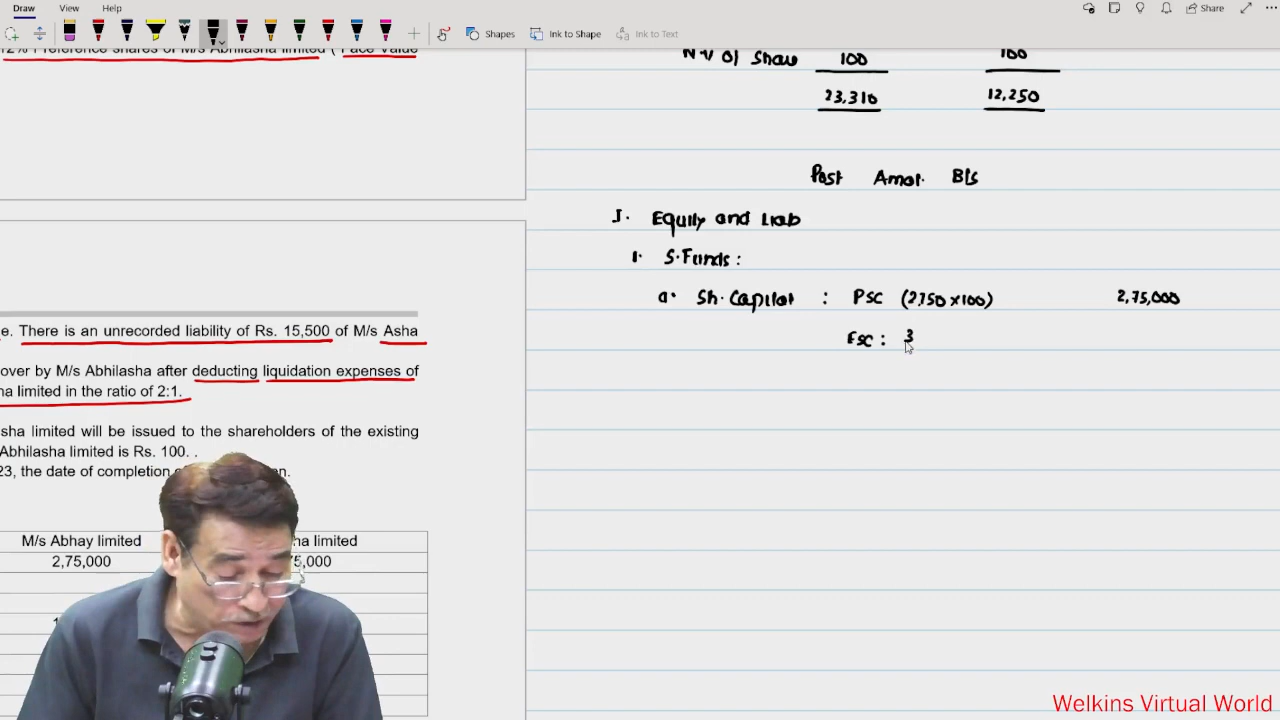 Draw View Help Share
Shapes Ink to Shape Ink to Text
12% Preference shares of M/s Abhilasha limited ( Face Value
N.V of Share 100 100
23,310 12,250
Post Amal. B/s
I. Equity and Liab
1. S.Funds :
a. Sh. Capital : PSC (2750 x 100) 2,75,000
e. There is an unrecorded liability of Rs. 15,500 of M/s Asha
ESC : 3
over by M/s Abhilasha after deducting liquidation expenses of
ha limited in the ratio of 2:1.
sha limited will be issued to the shareholders of the existing
Abhilasha limited is Rs. 100. .
23, the date of completion
M/s Abhay limited ha limited
2,75,000 75,000
Welkins Virtual World